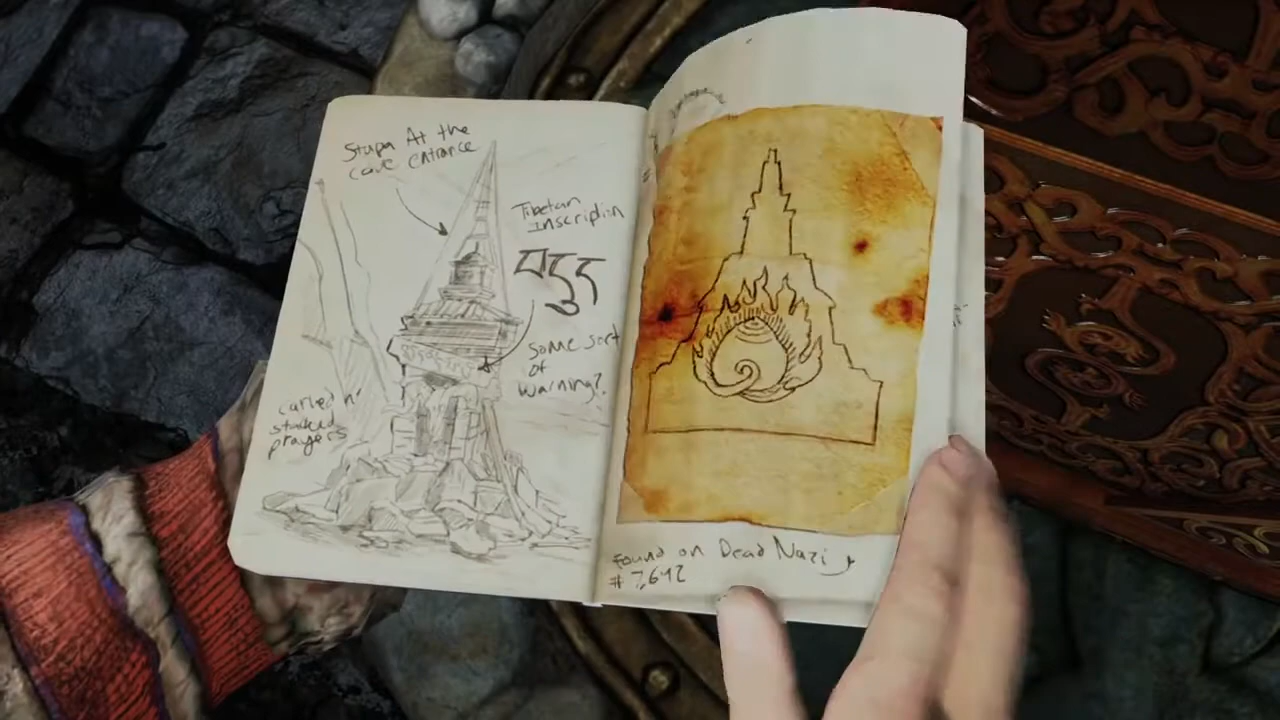 Stupa At the
cave entrance
Tibetan
Inscription
བདུད
Some sort
of
warning?
carved n'
stacked
prayers
Found on Dead Nazi
# 7,642